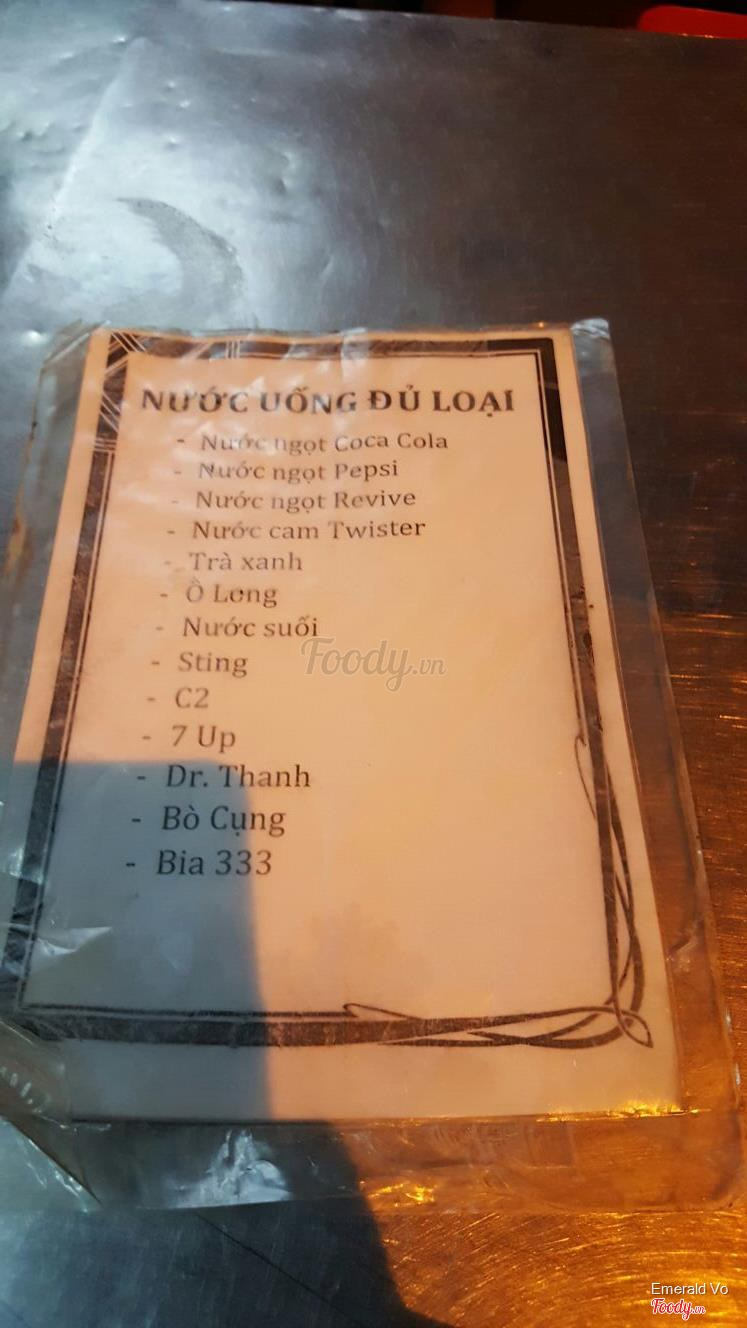 NƯỚC UỐNG ĐỦ LOẠI
- Nước ngọt Coca Cola
- Nước ngọt Pepsi
- Nước ngọt Revive
- Nước cam Twister
- Trà xanh
- Ồ Long
- Nước suối
- Sting
- C2
- 7 Up
- Dr. Thanh
- Bò Cụng
- Bia 333
Foody.vn
Emerald Vo
Foody.vn